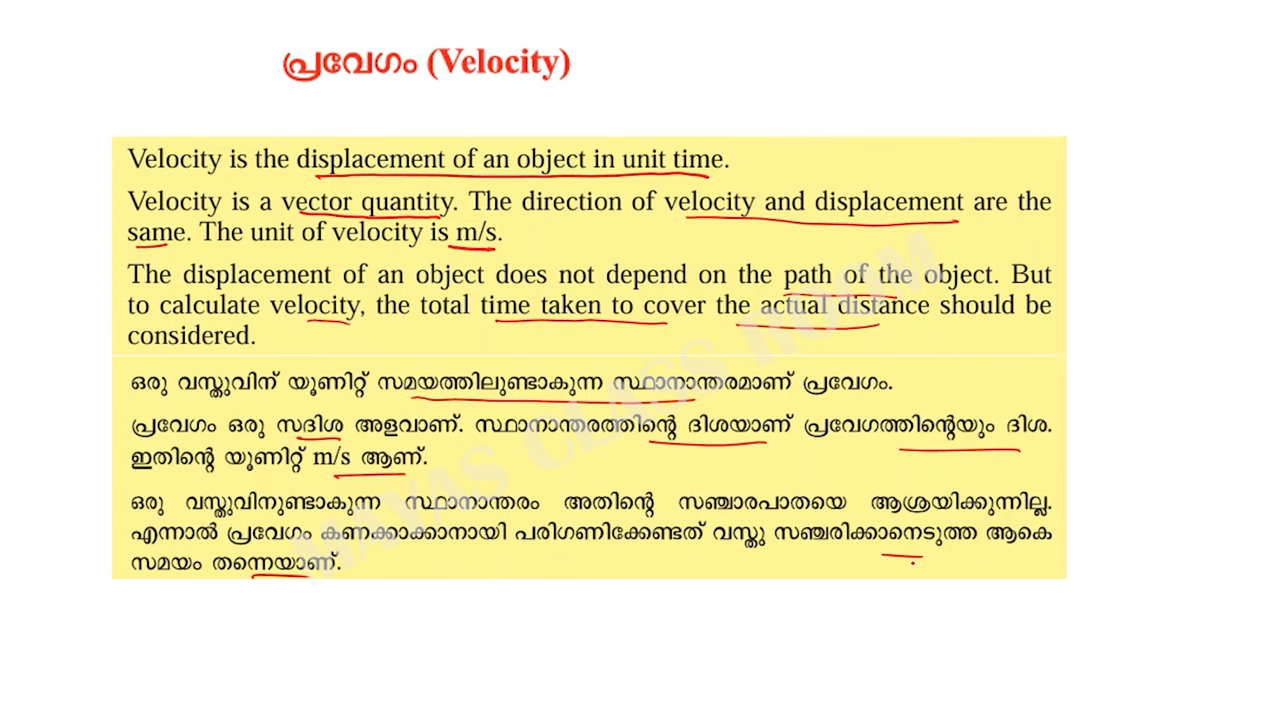 പ്രവേഗം (Velocity)
Velocity is the displacement of an object in unit time.
Velocity is a vector quantity. The direction of velocity and displacement are the
same. The unit of velocity is m/s.
The displacement of an object does not depend on the path of the object. But
to calculate velocity, the total time taken to cover the actual distance should be
considered.
ഒരു വസ്തുവിന് യൂണിറ്റ് സമയത്തിലുണ്ടാകുന്ന സ്ഥാനാന്തരമാണ് പ്രവേഗം.
പ്രവേഗം ഒരു സദിശ അളവാണ്. സ്ഥാനാന്തരത്തിന്റെ ദിശയാണ് പ്രവേഗത്തിന്റെയും ദിശ.
ഇതിന്റെ യൂണിറ്റ് m/s ആണ്.
ഒരു വസ്തുവിനുണ്ടാകുന്ന സ്ഥാനാന്തരം അതിന്റെ സഞ്ചാരപാതയെ ആശ്രയിക്കുന്നില്ല.
എന്നാൽ പ്രവേഗം കണക്കാക്കാനായി പരിഗണിക്കേണ്ടത് വസ്തു സഞ്ചരിക്കാനെടുത്ത ആകെ
സമയം തന്നെയാണ്.
MAYAS CLASS ROOM